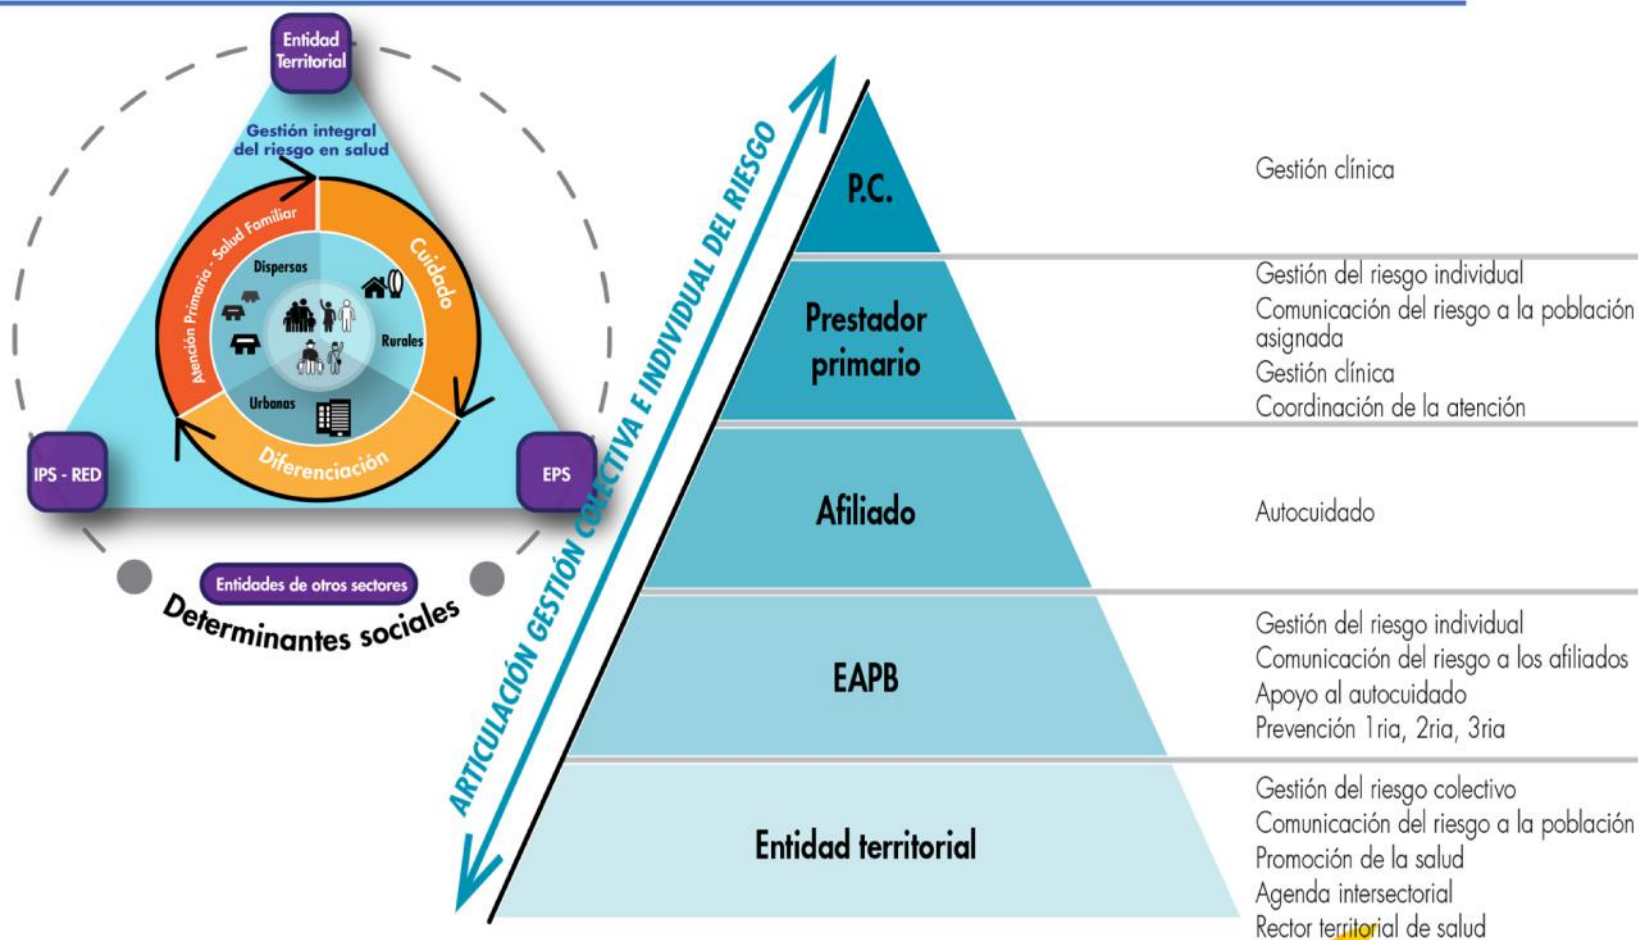 Entidad
Territorial
Gestión integral
del riesgo en salud
Atención Primaria - Salud Familiar
Cuidado
Dispersas
Rurales
Urbanas
Diferenciación
IPS - RED
EPS
Entidades de otros sectores
Determinantes sociales
ARTICULACIÓN GESTIÓN COLECTIVA E INDIVIDUAL DEL RIESGO
P.C.
Gestión clínica
Prestador
primario
Gestión del riesgo individual
Comunicación del riesgo a la población
asignada
Gestión clínica
Coordinación de la atención
Afiliado
Autocuidado
EAPB
Gestión del riesgo individual
Comunicación del riesgo a los afiliados
Apoyo al autocuidado
Prevención 1ria, 2ria, 3ria
Entidad territorial
Gestión del riesgo colectivo
Comunicación del riesgo a la población
Promoción de la salud
Agenda intersectorial
Rector territorial de salud